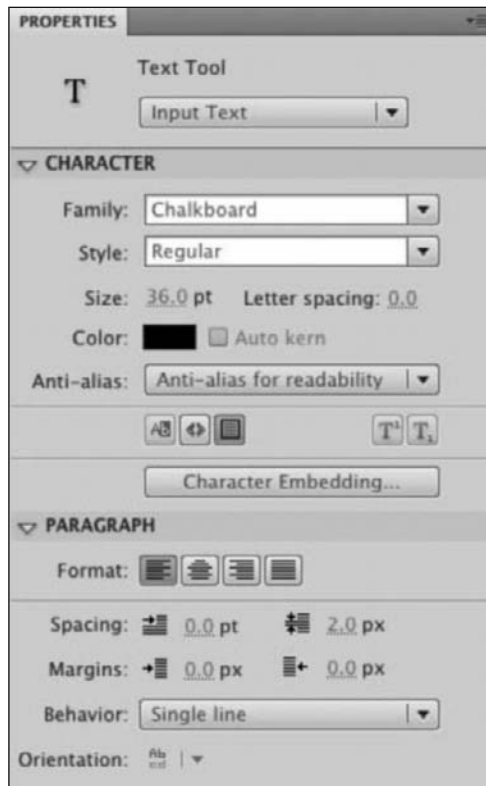 PROPERTIES
T
Text Tool
Input Text
CHARACTER
Family: Chalkboard
Style: Regular
Size: 36.0 pt Letter spacing: 0.0
Color: Auto kern
Anti-alias: Anti-alias for readability
T¹ T₁
Character Embedding...
PARAGRAPH
Format:
Spacing: 0.0 pt 2.0 px
Margins: 0.0 px 0.0 px
Behavior: Single line
Orientation: